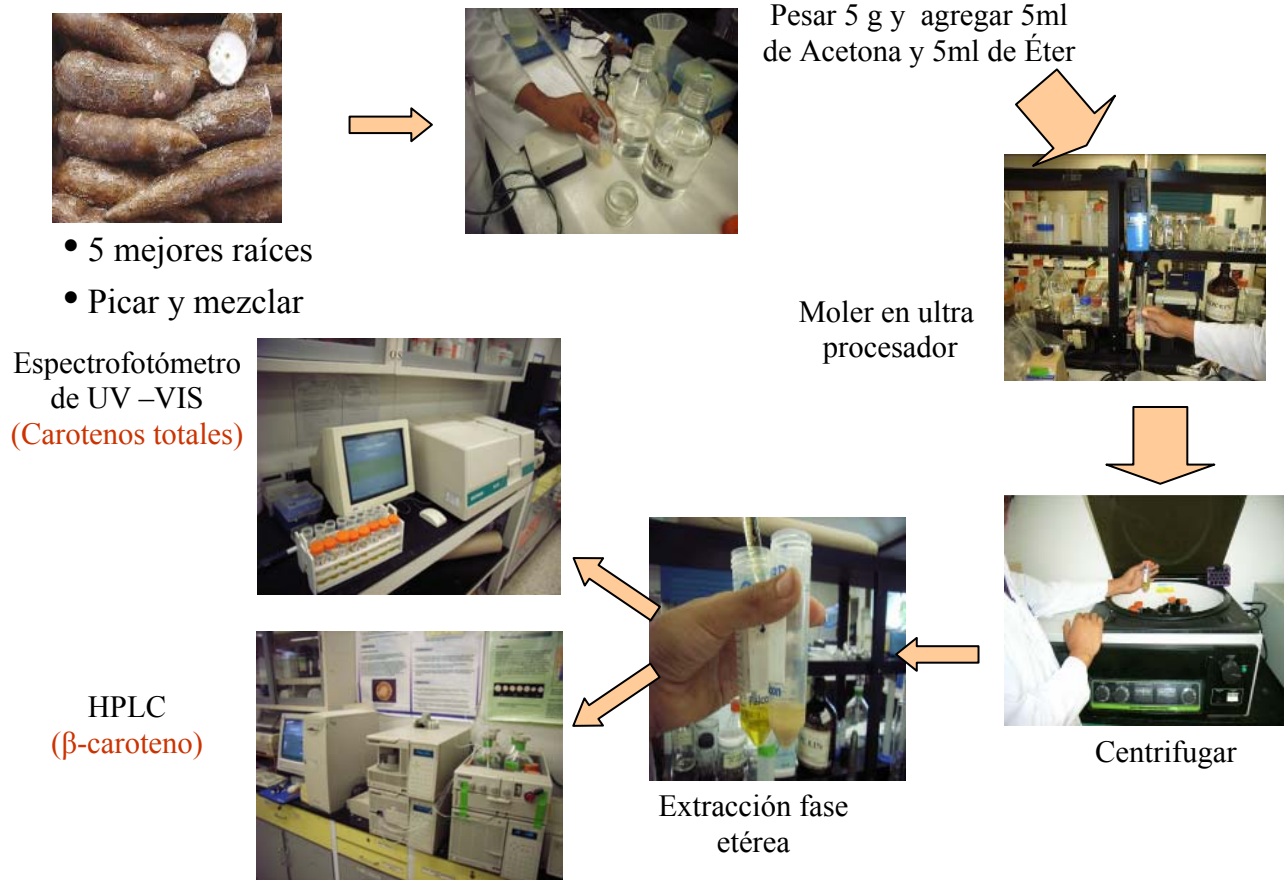 Pesar 5 g y agregar 5ml
de Acetona y 5ml de Éter
• 5 mejores raíces
• Picar y mezclar
Moler en ultra
procesador
Centrifugar
Extracción fase
etérea
Falcon
Espectrofotómetro
de UV –VIS
(Carotenos totales)
HPLC
(β-caroteno)